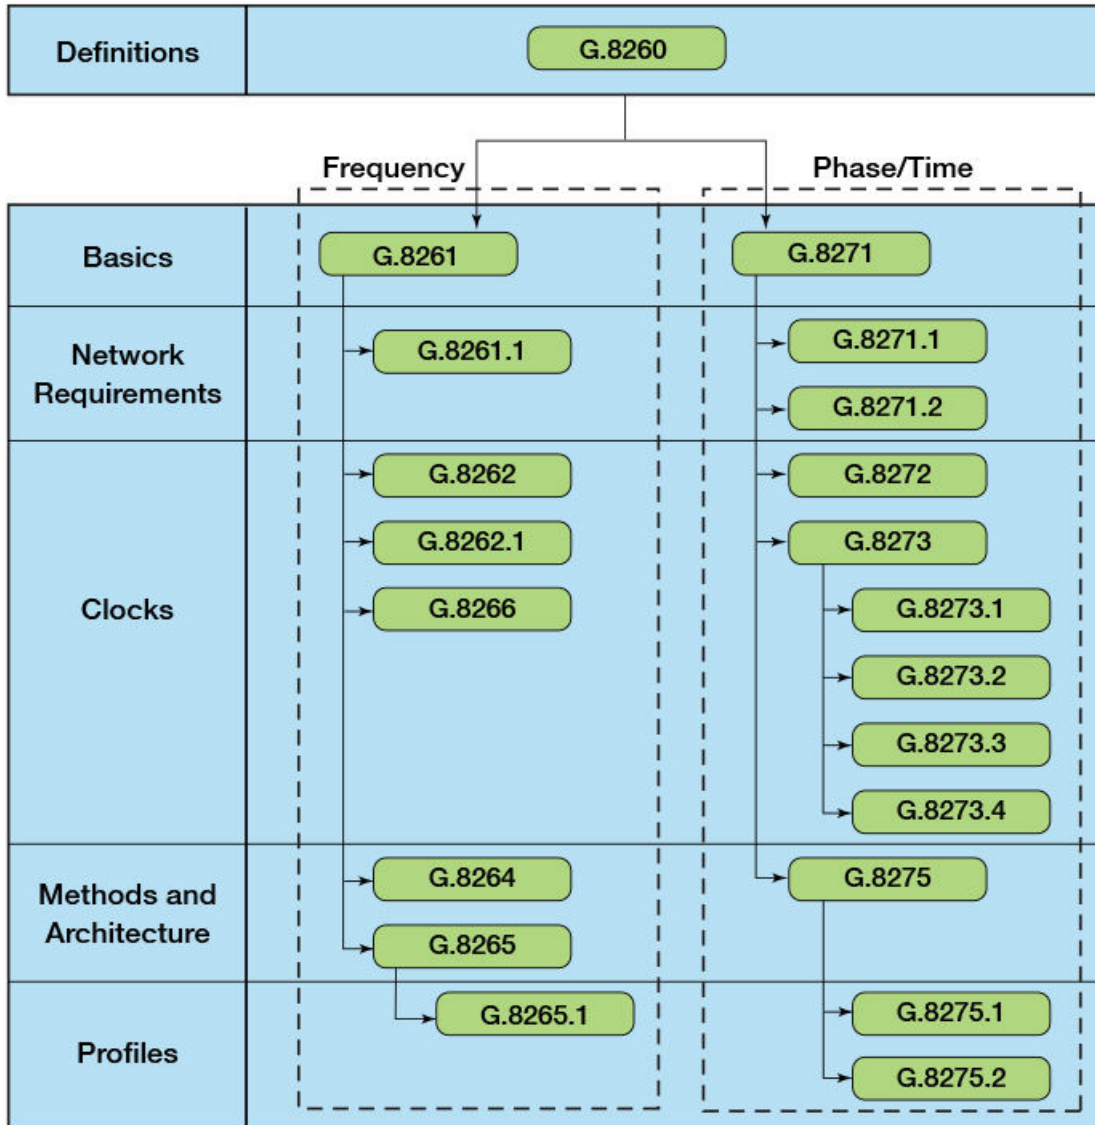 Definitions
G.8260
Frequency
Phase/Time
Basics
G.8261
G.8271
Network
Requirements
G.8261.1
G.8271.1
G.8271.2
Clocks
G.8262
G.8262.1
G.8266
G.8272
G.8273
G.8273.1
G.8273.2
G.8273.3
G.8273.4
Methods and
Architecture
G.8264
G.8265
G.8275
Profiles
G.8265.1
G.8275.1
G.8275.2